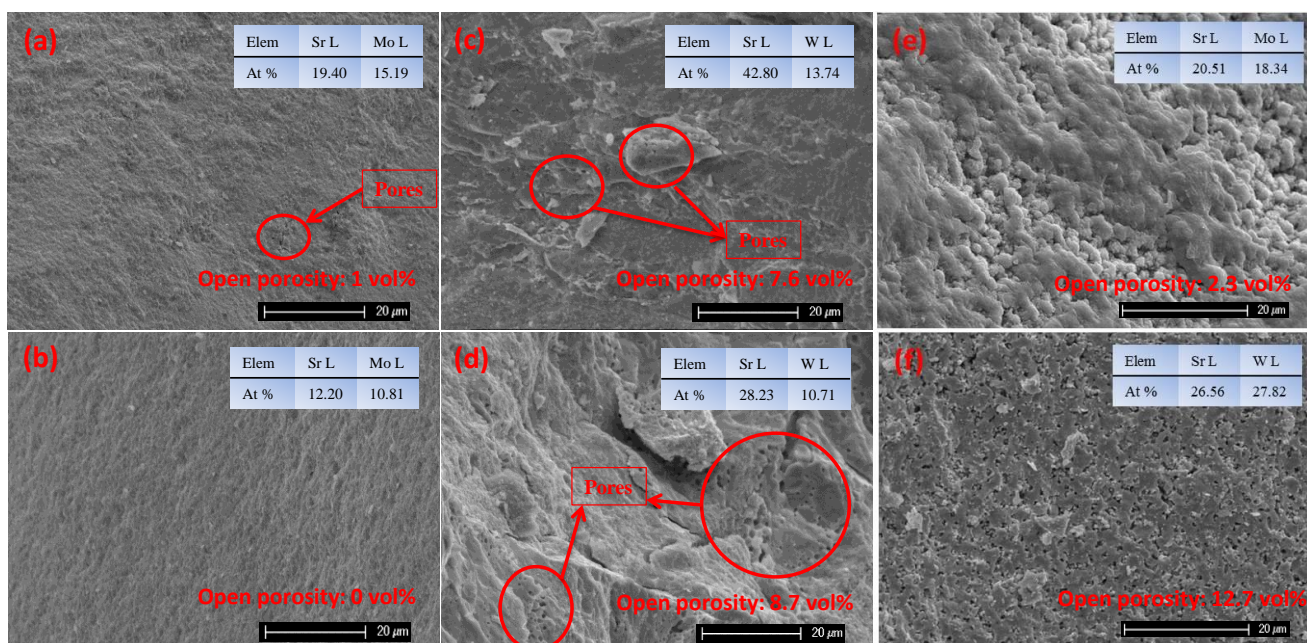 (a)
Elem Sr L Mo L
At % 19.40 15.19
Pores
Open porosity: 1 vol%
20 μm
(c)
Elem Sr L W L
At % 42.80 13.74
Pores
Open porosity: 7.6 vol%
20 μm
(e)
Elem Sr L Mo L
At % 20.51 18.34
Open porosity: 2.3 vol%
20 μm
(b)
Elem Sr L Mo L
At % 12.20 10.81
Open porosity: 0 vol%
20 μm
(d)
Elem Sr L W L
At % 28.23 10.71
Pores
Open porosity: 8.7 vol%
20 μm
(f)
Elem Sr L W L
At % 26.56 27.82
Open porosity: 12.7 vol%
20 μm